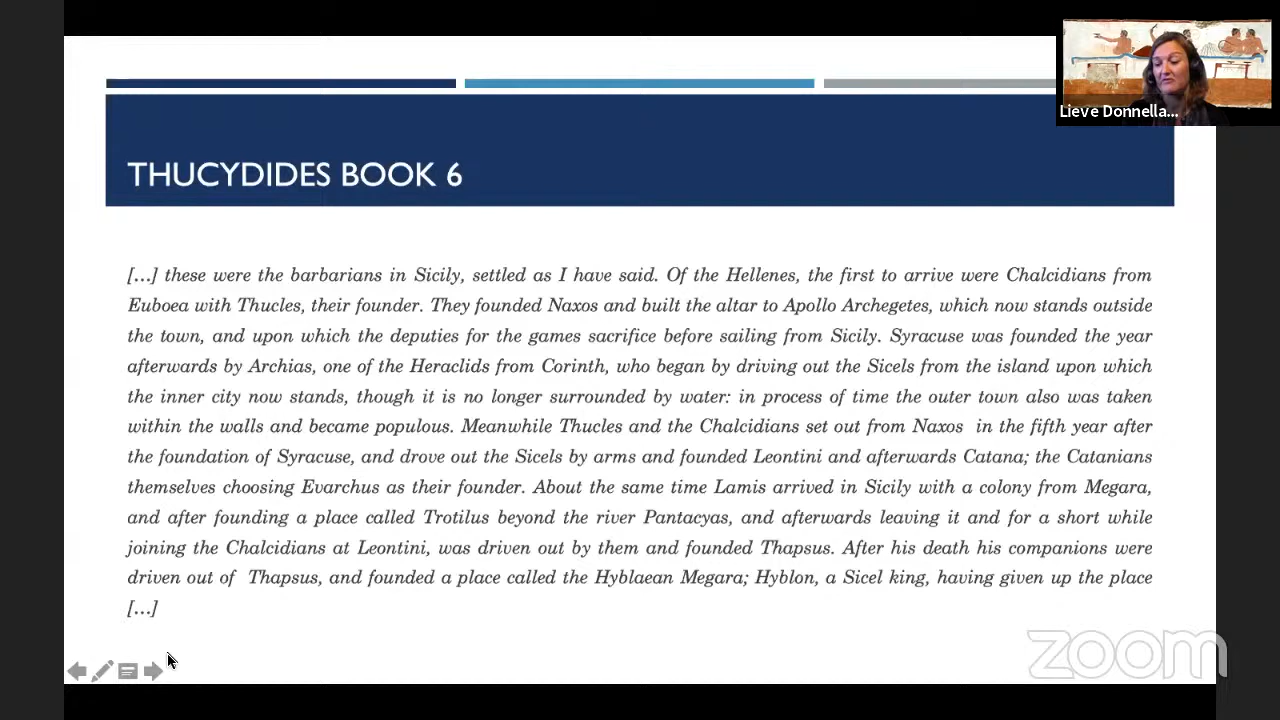 Lieve Donnella...
THUCYDIDES BOOK 6
[...] these were the barbarians in Sicily, settled as I have said. Of the Hellenes, the first to arrive were Chalcidians from
Euboea with Thucles, their founder. They founded Naxos and built the altar to Apollo Archegetes, which now stands outside
the town, and upon which the deputies for the games sacrifice before sailing from Sicily. Syracuse was founded the year
afterwards by Archias, one of the Heraclids from Corinth, who began by driving out the Sicels from the island upon which
the inner city now stands, though it is no longer surrounded by water: in process of time the outer town also was taken
within the walls and became populous. Meanwhile Thucles and the Chalcidians set out from Naxos in the fifth year after
the foundation of Syracuse, and drove out the Sicels by arms and founded Leontini and afterwards Catana; the Catanians
themselves choosing Evarchus as their founder. About the same time Lamis arrived in Sicily with a colony from Megara,
and after founding a place called Trotilus beyond the river Pantacyas, and afterwards leaving it and for a short while
joining the Chalcidians at Leontini, was driven out by them and founded Thapsus. After his death his companions were
driven out of Thapsus, and founded a place called the Hyblaean Megara; Hyblon, a Sicel king, having given up the place
[...]
zoom